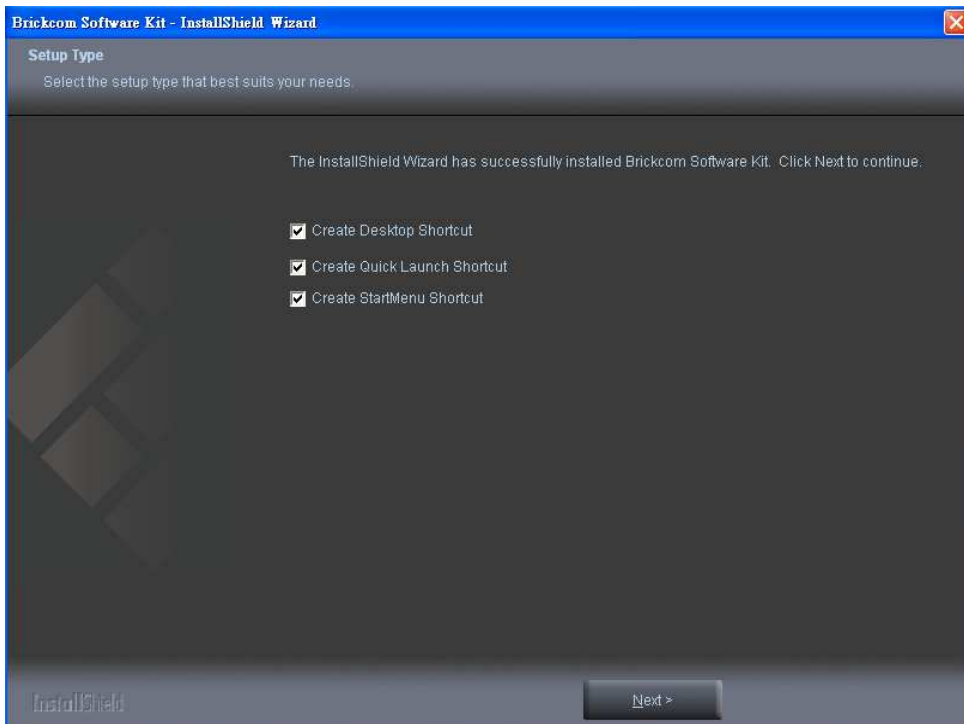 Brickcom Software Kit - InstallShield Wizard
Setup Type
Select the setup type that best suits your needs.
The InstallShield Wizard has successfully installed Brickcom Software Kit. Click Next to continue.
Create Desktop Shortcut
Create Quick Launch Shortcut
Create StartMenu Shortcut
InstallShield
Next >